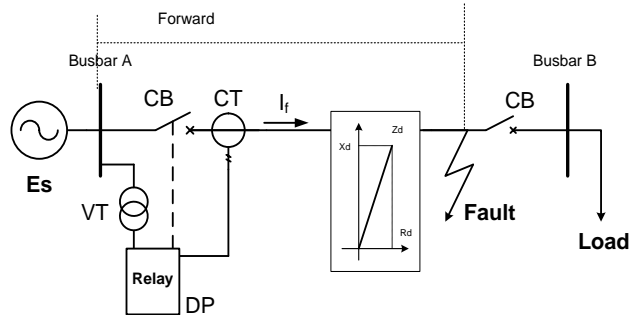 Forward
Busbar A
Busbar B
CB
CT
I_f
CB
Zd
Xd
Es
Rd
VT
Fault
Load
Relay
DP